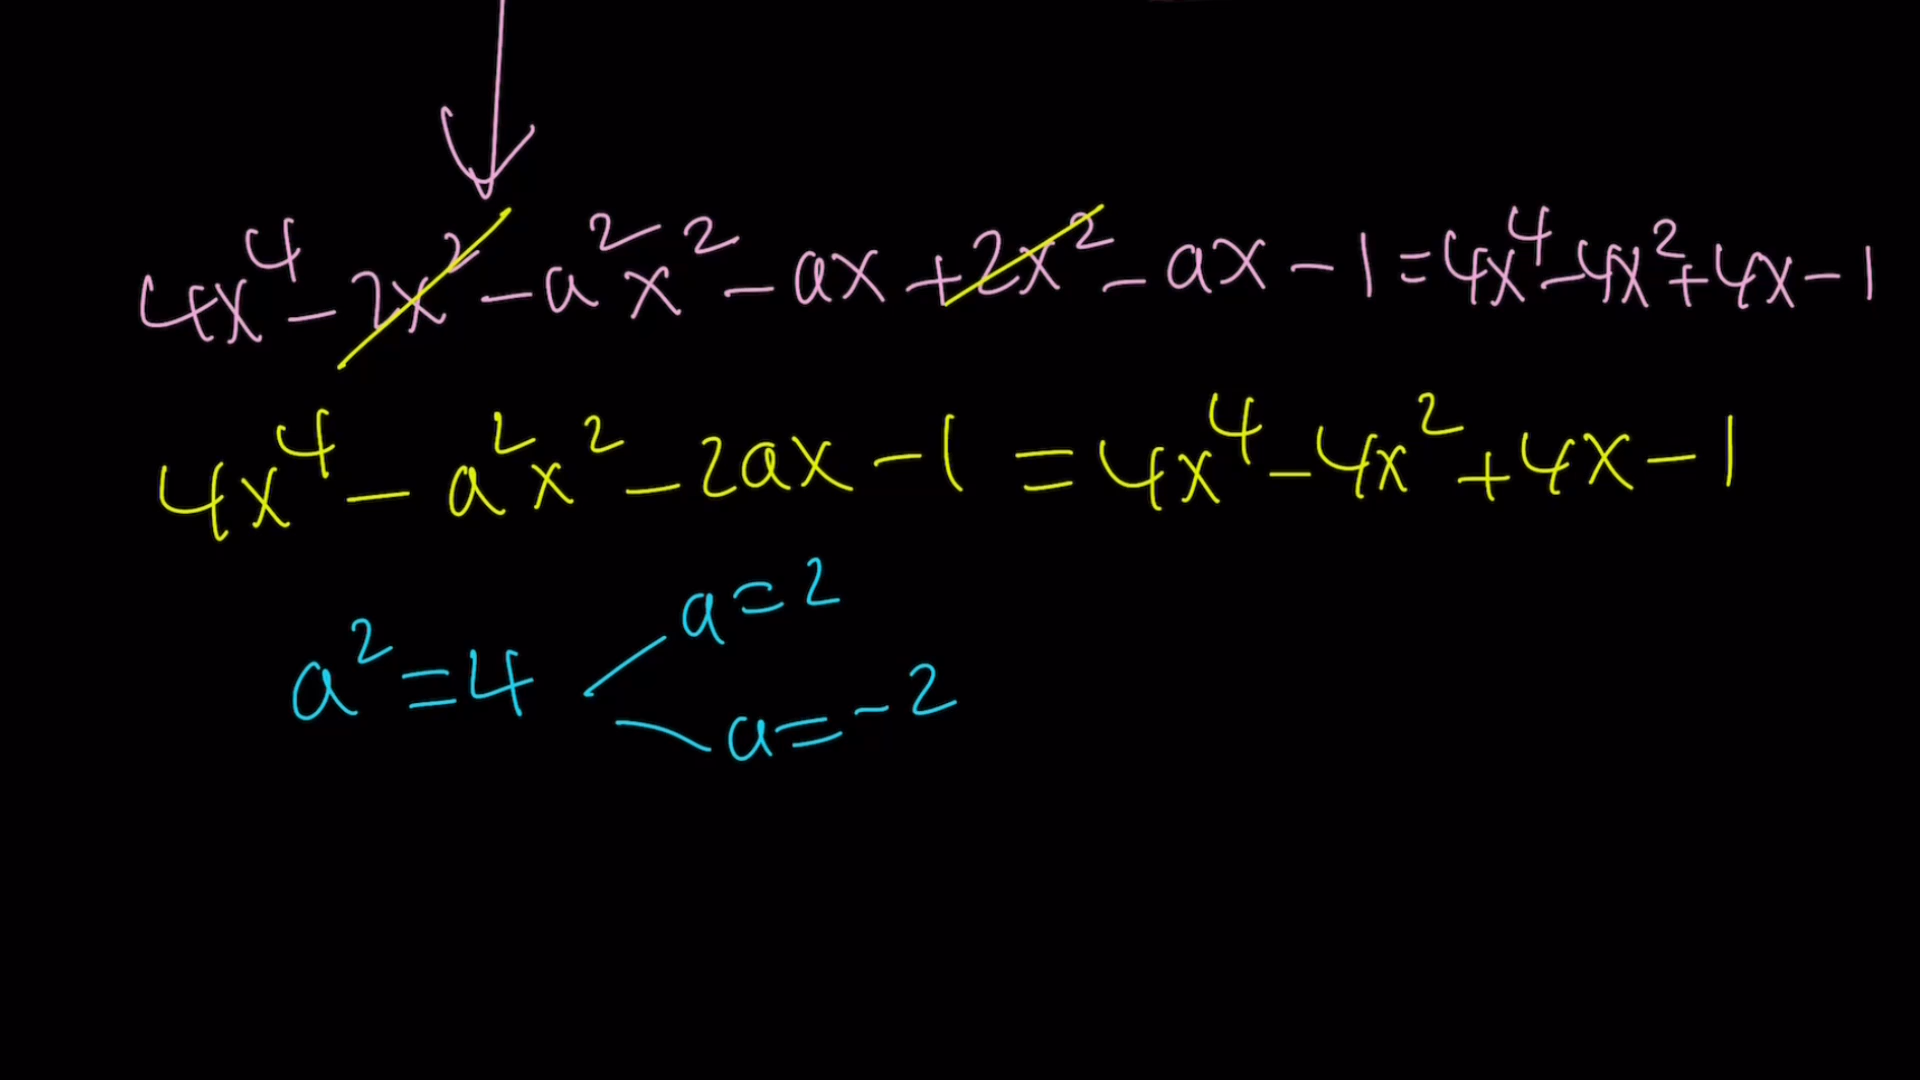 4x⁴ - 2x² - a²x² - ax + 2x² - ax - 1 = 4x⁴ - 4x² + 4x - 1
4x⁴ - a²x² - 2ax - 1 = 4x⁴ - 4x² + 4x - 1
a = 2
a² = 4
a = -2